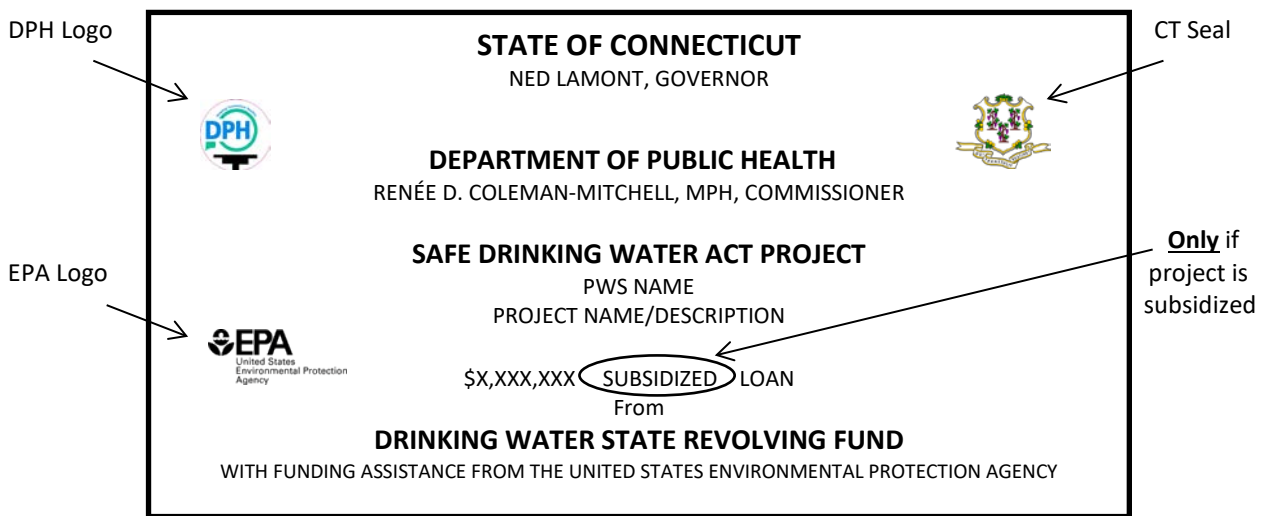 DPH Logo
CT Seal
STATE OF CONNECTICUT
NED LAMONT, GOVERNOR
DPH
DEPARTMENT OF PUBLIC HEALTH
RENÉE D. COLEMAN-MITCHELL, MPH, COMMISSIONER
Only if
project is
subsidized
SAFE DRINKING WATER ACT PROJECT
EPA Logo
PWS NAME
PROJECT NAME/DESCRIPTION
EPA
United States
Environmental Protection
Agency
$X,XXX,XXX SUBSIDIZED LOAN
From
DRINKING WATER STATE REVOLVING FUND
WITH FUNDING ASSISTANCE FROM THE UNITED STATES ENVIRONMENTAL PROTECTION AGENCY